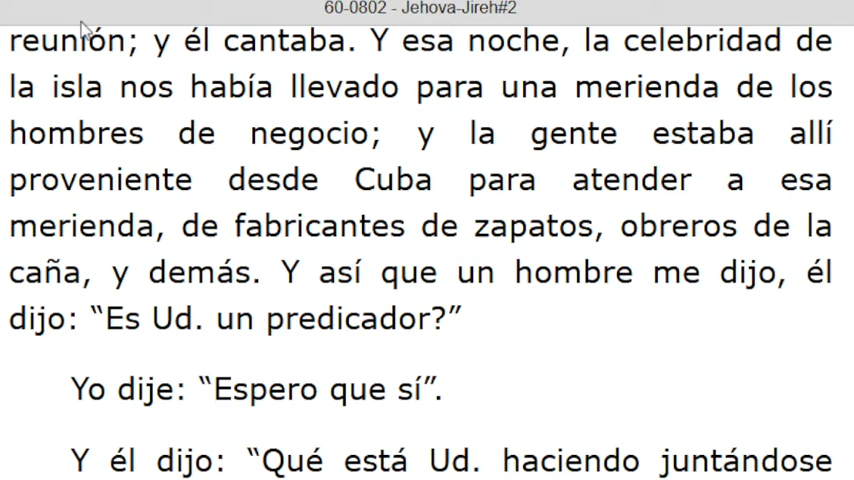 60-0802 - Jehova-Jireh#2
reunión; y él cantaba. Y esa noche, la celebridad de
la isla nos había llevado para una merienda de los
hombres de negocio; y la gente estaba allí
proveniente desde Cuba para atender a esa
merienda, de fabricantes de zapatos, obreros de la
caña, y demás. Y así que un hombre me dijo, él
dijo: “Es Ud. un predicador?”
Yo dije: “Espero que sí”.
Y él dijo: “Qué está Ud. haciendo juntándose